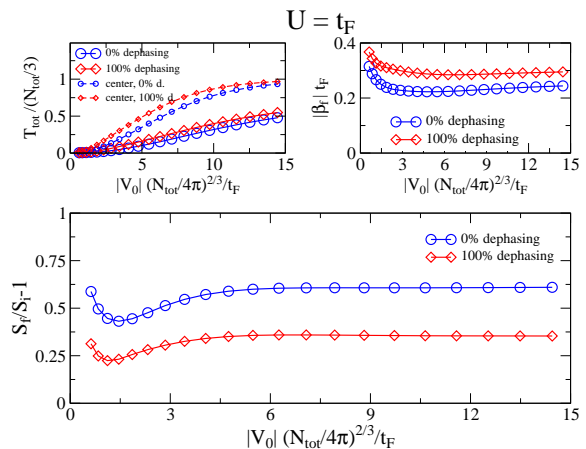 U = t_F
T_tot/(N_tot/3)
1
0.5
0
0% dephasing
100% dephasing
center, 0% d.
center, 100% d.
0 5 10 15
|V_0| (N_tot/4π)^{2/3}/t_F
|β_f| t_F
0.4
0.2
0
0% dephasing
100% dephasing
0 3 6 9 12 15
|V_0| (N_tot/4π)^{2/3}/t_F
S_f/S_i-1
1
0.75
0.5
0.25
0
0% dephasing
100% dephasing
0 3 6 9 12 15
|V_0| (N_tot/4π)^{2/3}/t_F